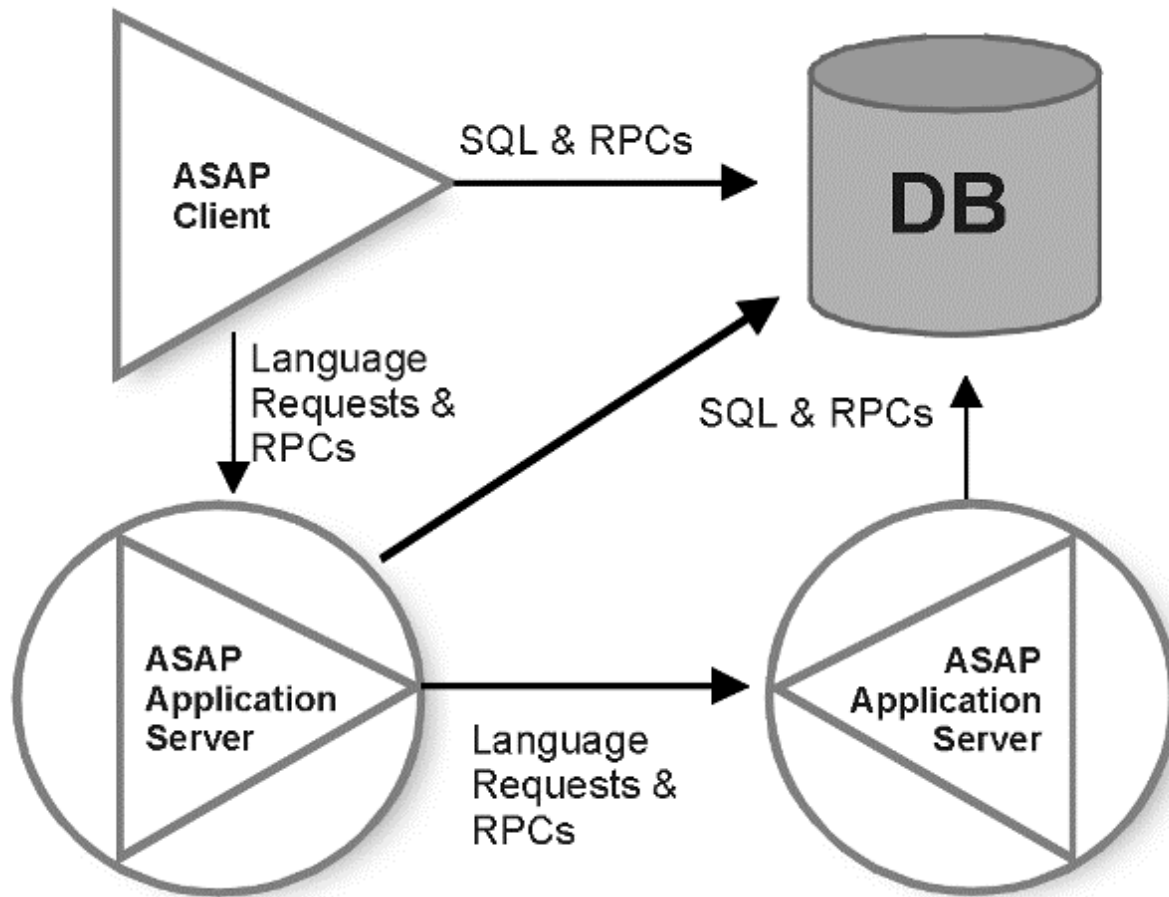 ASAP
Client
SQL & RPCs
DB
Language
Requests &
RPCs
SQL & RPCs
ASAP
Application
Server
Language
Requests &
RPCs
ASAP
Application
Server